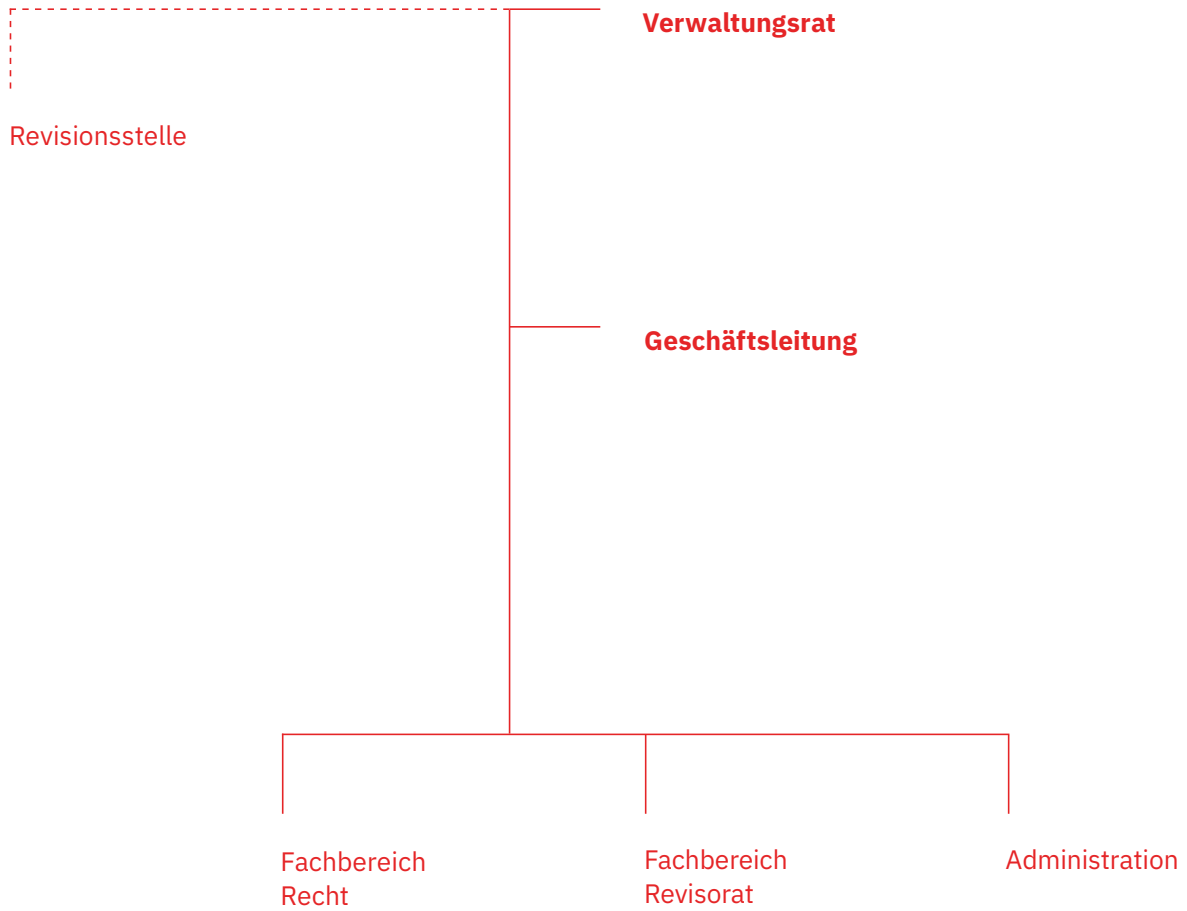 Verwaltungsrat
Revisionsstelle
Geschäftsleitung
Fachbereich
Recht
Fachbereich
Revisorat
Administration